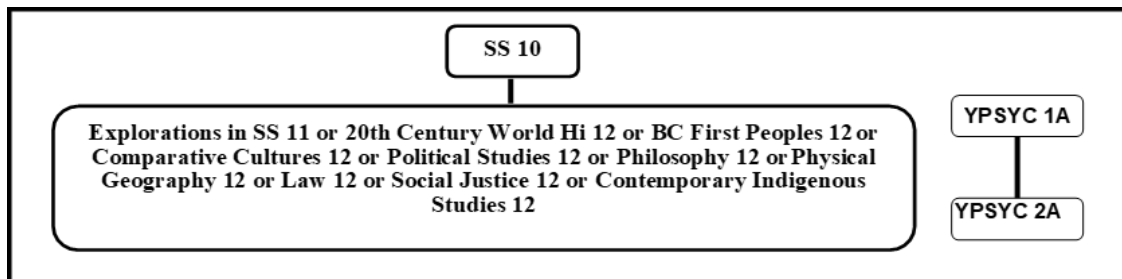 SS 10
Explorations in SS 11 or 20th Century World Hi 12 or BC First Peoples 12 or
Comparative Cultures 12 or Political Studies 12 or Philosophy 12 or Physical
Geography 12 or Law 12 or Social Justice 12 or Contemporary Indigenous
Studies 12
YPSYC 1A
YPSYC 2A